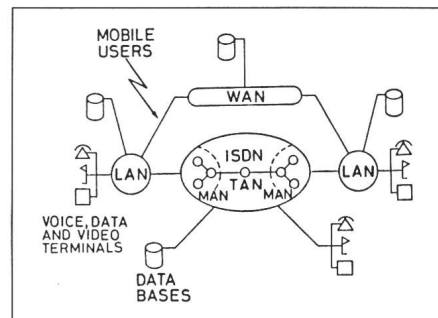 MOBILE
USERS
WAN
ISDN
LAN
TAN
LAN
MAN
MAN
VOICE, DATA
AND VIDEO
TERMINALS
DATA
BASES